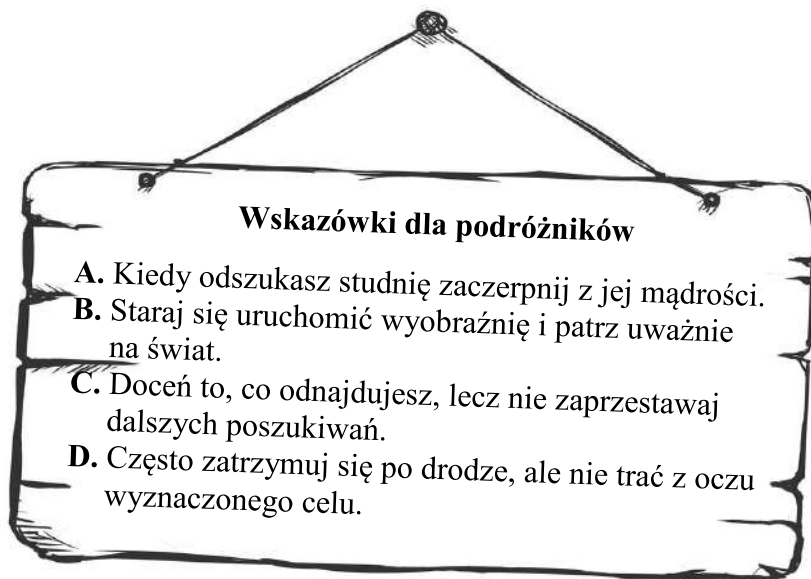 Wskazówki dla podróżników
A. Kiedy odszukasz studnię zaczerpnij z jej mądrości.
B. Staraj się uruchomić wyobraźnię i patrz uważnie
na świat.
C. Doceń to, co odnajdujesz, lecz nie zaprzestawaj
dalszych poszukiwań.
D. Często zatrzymuj się po drodze, ale nie trać z oczu
wyznaczonego celu.